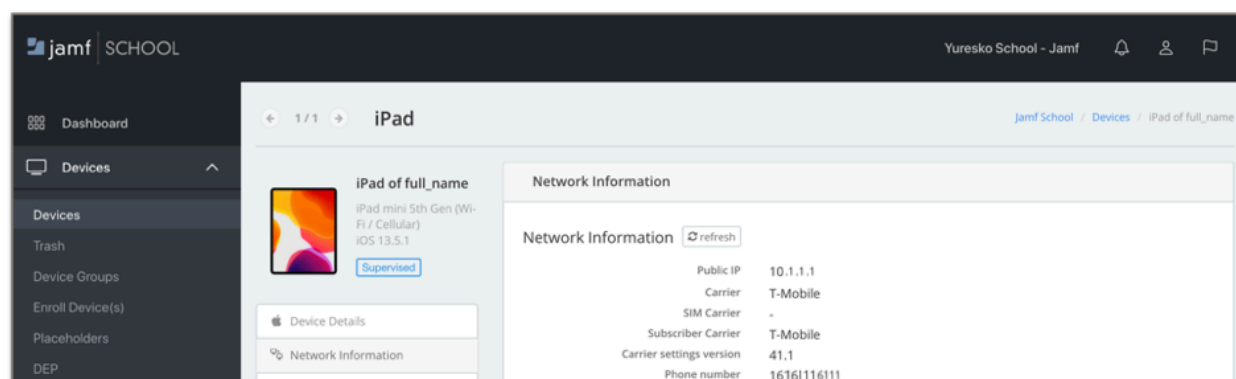 jamf SCHOOL
Yuresko School - Jamf
Dashboard
Devices
Devices
Trash
Device Groups
Enroll Device(s)
Placeholders
DEP
1/1
iPad
Jamf School / Devices / iPad of full_name
iPad of full_name
iPad mini 5th Gen (Wi-
Fi / Cellular)
iOS 13.5.1
Supervised
Device Details
Network Information
Network Information
Network Information refresh
Public IP 10.1.1.1
Carrier T-Mobile
SIM Carrier -
Subscriber Carrier T-Mobile
Carrier settings version 41.1
Phone number